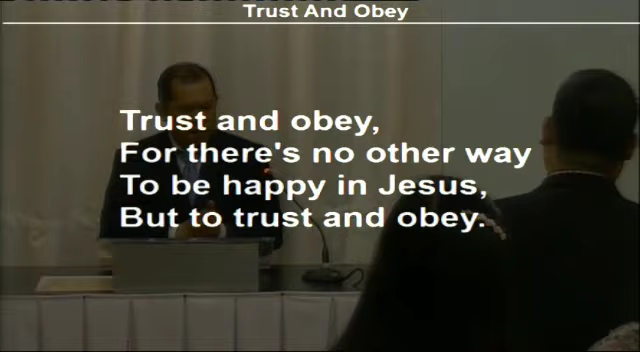 Trust And Obey
Trust and obey,
For there's no other way
To be happy in Jesus,
But to trust and obey.